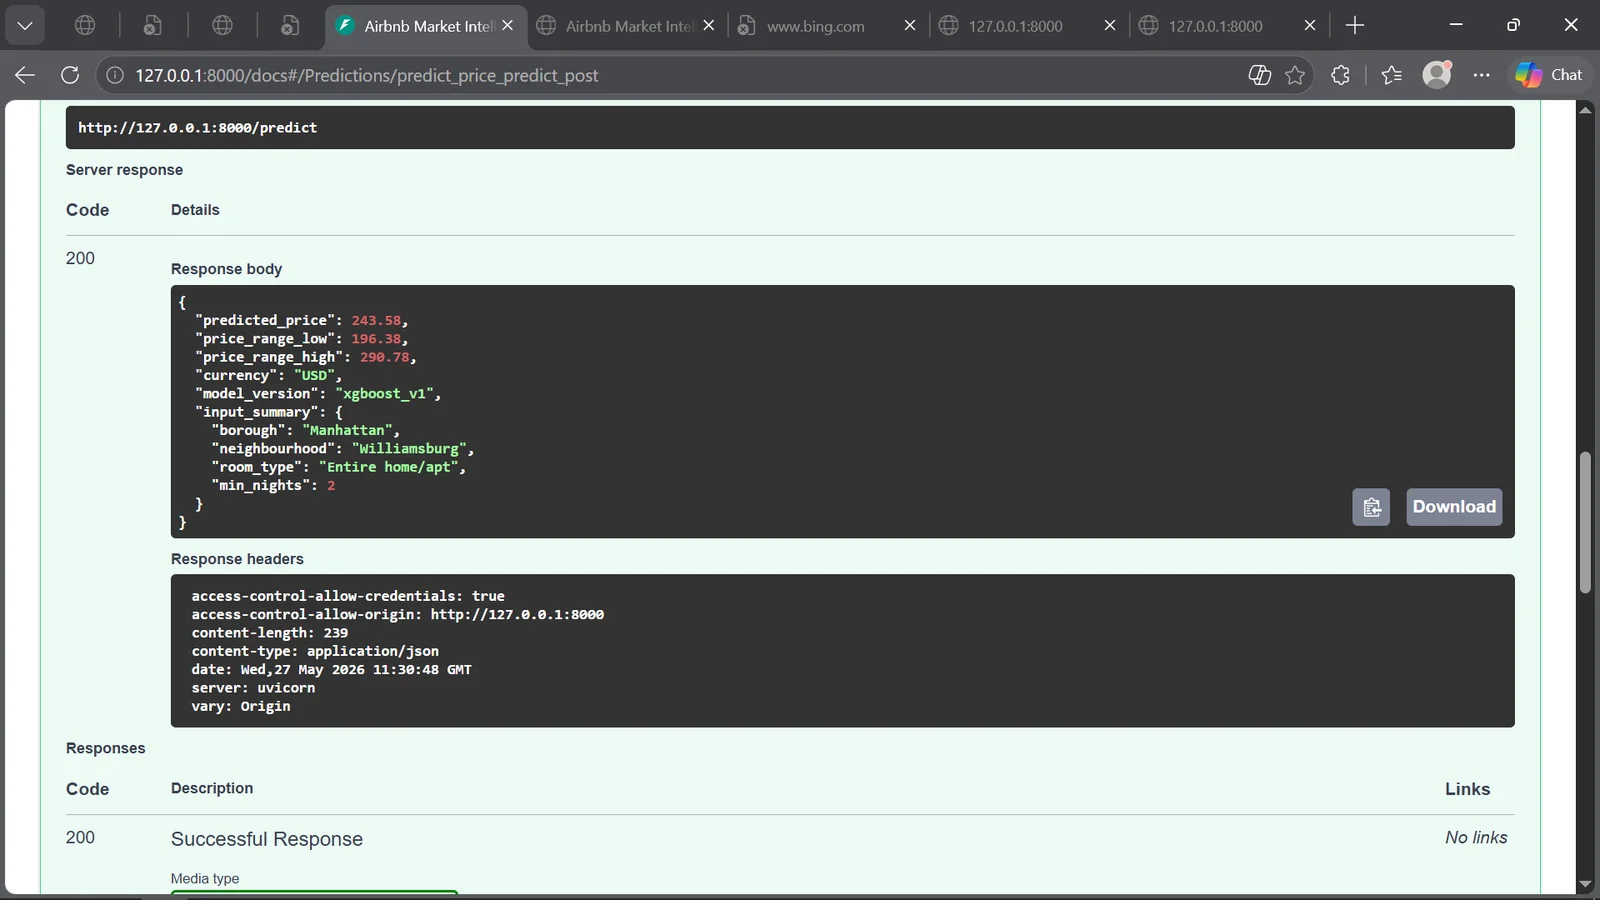 Airbnb Market Intel
Airbnb Market Intel
www.bing.com
127.0.0.1:8000
127.0.0.1:8000
127.0.0.1:8000/docs#/Predictions/predict_price_predict_post
Chat
http://127.0.0.1:8000/predict
Server response
Code Details
200
Response body
{
"predicted_price": 243.58,
"price_range_low": 196.38,
"price_range_high": 290.78,
"currency": "USD",
"model_version": "xgboost_v1",
"input_summary": {
"borough": "Manhattan",
"neighbourhood": "Williamsburg",
"room_type": "Entire home/apt",
"min_nights": 2
}
}
Download
Response headers
access-control-allow-credentials: true
access-control-allow-origin: http://127.0.0.1:8000
content-length: 239
content-type: application/json
date: Wed,27 May 2026 11:30:48 GMT
server: uvicorn
vary: Origin
Responses
Code Description Links
200 Successful Response No links
Media type